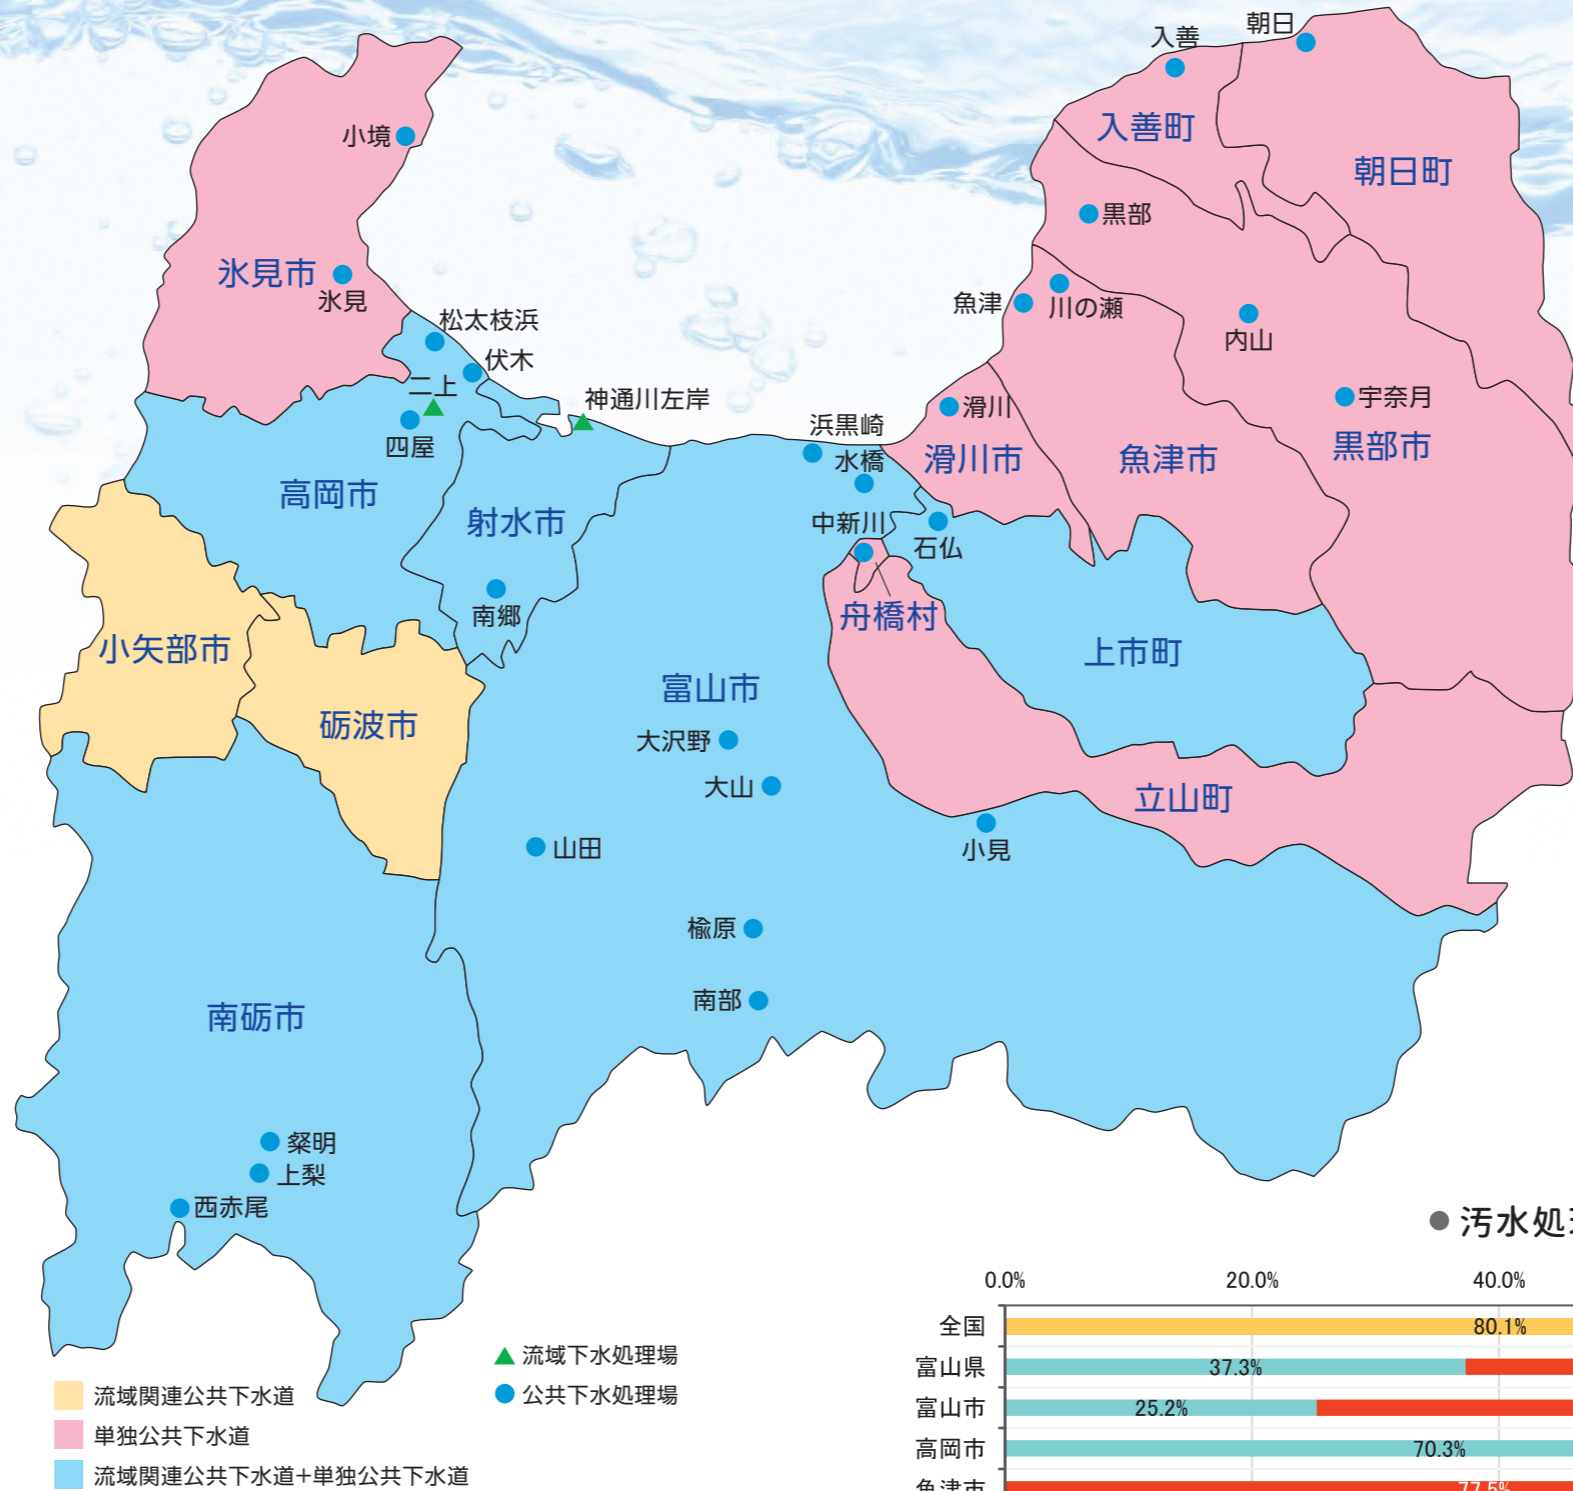 入善
朝日
小境
入善町
朝日町
黒部
氷見市
氷見
魚津
川の瀬
内山
松太枝浜
伏木
二上
四屋
神通川左岸
滑川
宇奈月
黒部市
浜黒崎
水橋
滑川市
魚津市
高岡市
射水市
中新川
石仏
南郷
舟橋村
小矢部市
上市町
富山市
砺波市
大沢野
大山
立山町
山田
小見
楡原
南部
南砺市
粲明
上梨
西赤尾
流域下水処理場
公共下水処理場
流域関連公共下水道
単独公共下水道
流域関連公共下水道+単独公共下水道
● 汚水処
0.0% 20.0% 40.0%
全国 80.1%
富山県 37.3%
富山市 25.2%
高岡市 70.3%
魚津市 77.5%